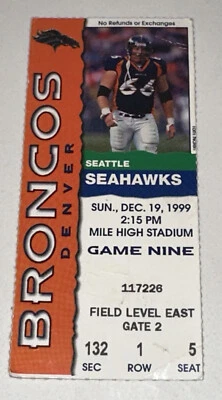 No Refunds or Exchanges
BRONCOS
DENVER
66
SEATTLE
SEAHAWKS
SUN., DEC. 19, 1999
2:15 PM
MILE HIGH STADIUM
GAME NINE
117226
FIELD LEVEL EAST
GATE 2
132 1 5
SEC ROW SEAT